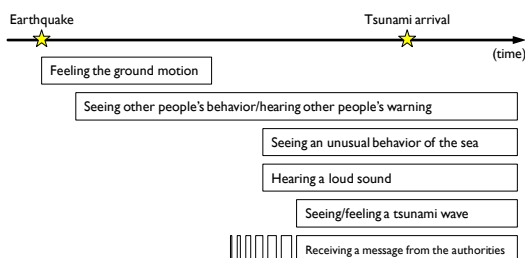 Earthquake
Tsunami arrival
(time)
Feeling the ground motion
Seeing other people's behavior/hearing other people's warning
Seeing an unusual behavior of the sea
Hearing a loud sound
Seeing/feeling a tsunami wave
Receiving a message from the authorities